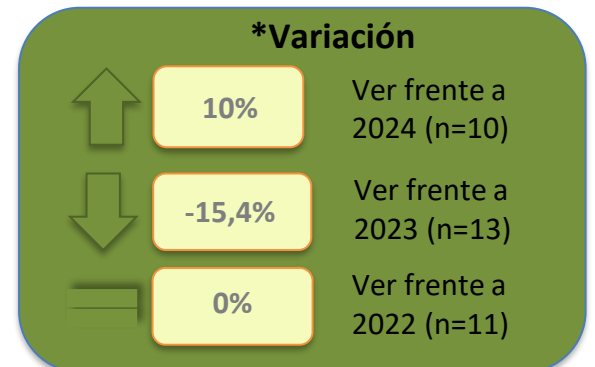 *Variación
10%
Ver frente a
2024 (n=10)
-15,4%
Ver frente a
2023 (n=13)
0%
Ver frente a
2022 (n=11)